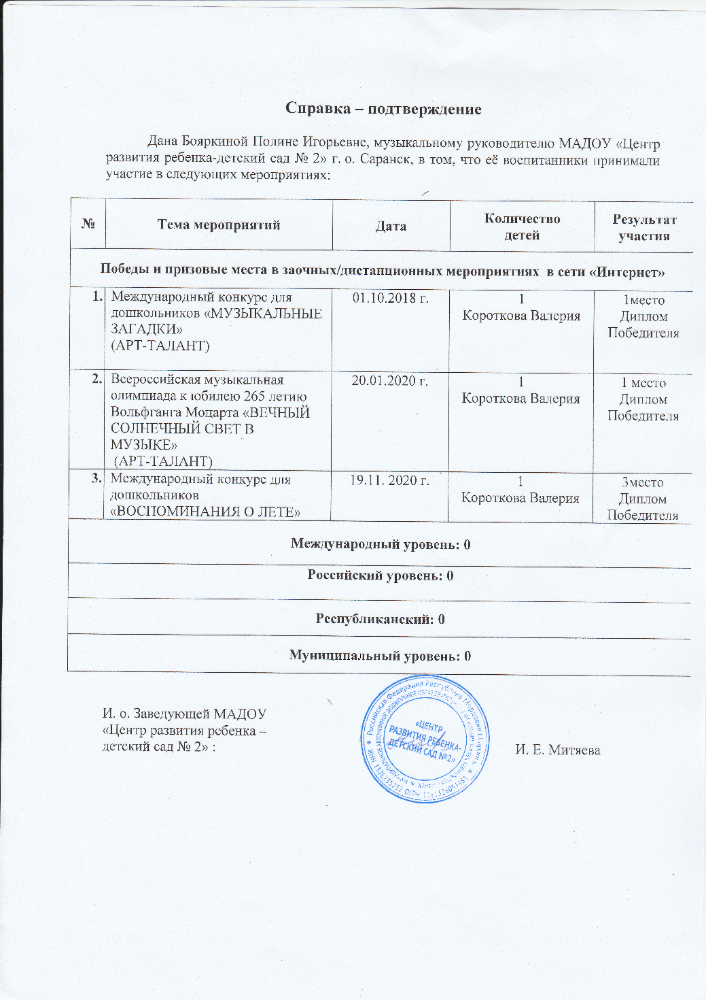 Справка – подтверждение
Дана Бояркиной Полине Игорьевне, музыкальному руководителю МАДОУ «Центр
развития ребенка-детский сад № 2» г. о. Саранск, в том, что её воспитанники принимали
участие в следующих мероприятиях:
№ Тема мероприятий Дата Количество детей Результат участия
Победы и призовые места в заочных/дистанционных мероприятиях в сети «Интернет»
1. Международный конкурс для 01.10.2018 г. 1 1место
дошкольников «МУЗЫКАЛЬНЫЕ Короткова Валерия Диплом
ЗАГАДКИ» Победителя
(АРТ-ТАЛАНТ)
2. Всероссийская музыкальная 20.01.2020 г. 1 1 место
олимпиада к юбилею 265 летию Короткова Валерия Диплом
Вольфганга Моцарта «ВЕЧНЫЙ Победителя
СОЛНЕЧНЫЙ СВЕТ В
МУЗЫКЕ»
(АРТ-ТАЛАНТ)
3. Международный конкурс для 19.11. 2020 г. 1 3место
дошкольников Короткова Валерия Диплом
«ВОСПОМИНАНИЯ О ЛЕТЕ» Победителя
Международный уровень: 0
Российский уровень: 0
Республиканский: 0
Муниципальный уровень: 0
И. о. Заведующей МАДОУ
«Центр развития ребенка –
детский сад № 2» :
И. Е. Митяева
Российская Федерация Республика Мордовия
«ЦЕНТР
РАЗВИТИЯ РЕБЕНКА-
ДЕТСКИЙ САД №2»